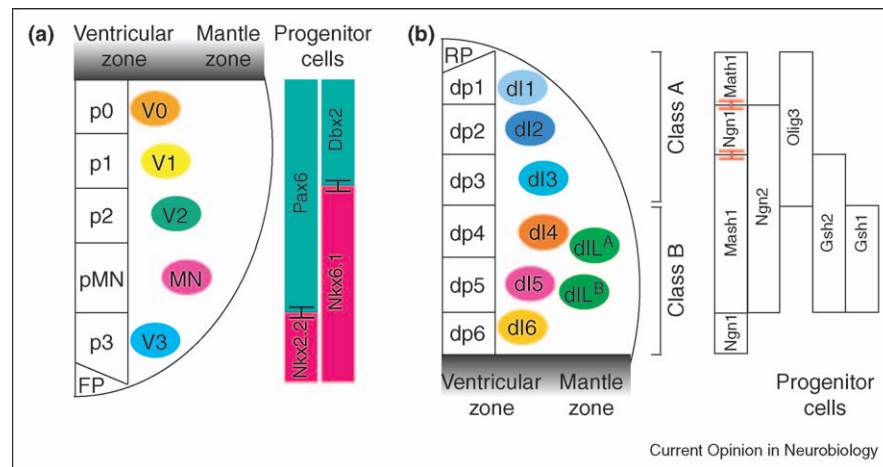 (a)
Ventricular
zone
Mantle
zone
Progenitor
cells
p0
p1
p2
pMN
p3
FP
V0
V1
V2
MN
V3
Pax6
Nkx2.2
Dbx2
Nkx6.1
(b)
RP
dp1
dp2
dp3
dp4
dp5
dp6
dI1
dI2
dI3
dI4
dILᴬ
dI5
dILᴮ
dI6
Ventricular
zone
Mantle
zone
Class A
Class B
Math1
Ngn1
Mash1
Ngn1
Ngn2
Olig3
Gsh2
Gsh1
Progenitor
cells
Current Opinion in Neurobiology